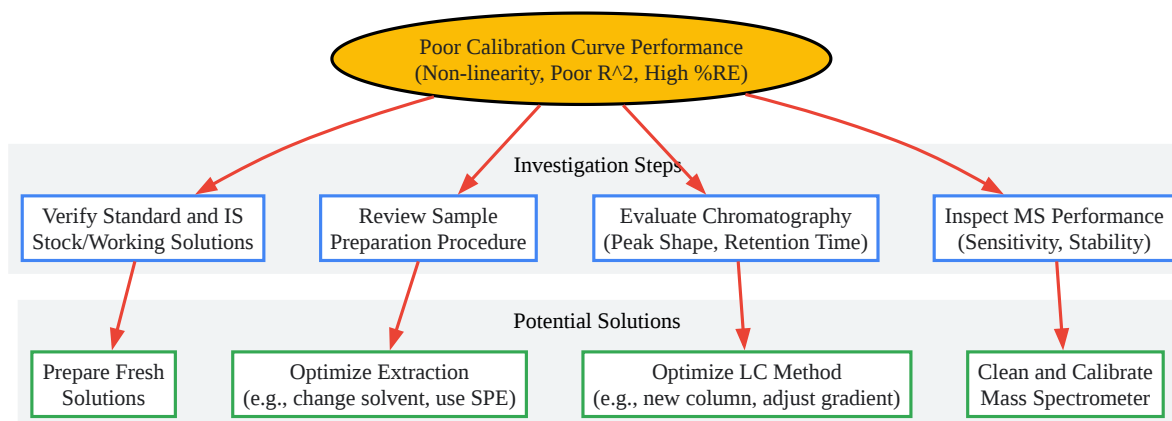 Poor Calibration Curve Performance
(Non-linearity, Poor R^2, High %RE)
Investigation Steps
Verify Standard and IS
Stock/Working Solutions
Review Sample
Preparation Procedure
Evaluate Chromatography
(Peak Shape, Retention Time)
Inspect MS Performance
(Sensitivity, Stability)
Potential Solutions
Prepare Fresh
Solutions
Optimize Extraction
(e.g., change solvent, use SPE)
Optimize LC Method
(e.g., new column, adjust gradient)
Clean and Calibrate
Mass Spectrometer